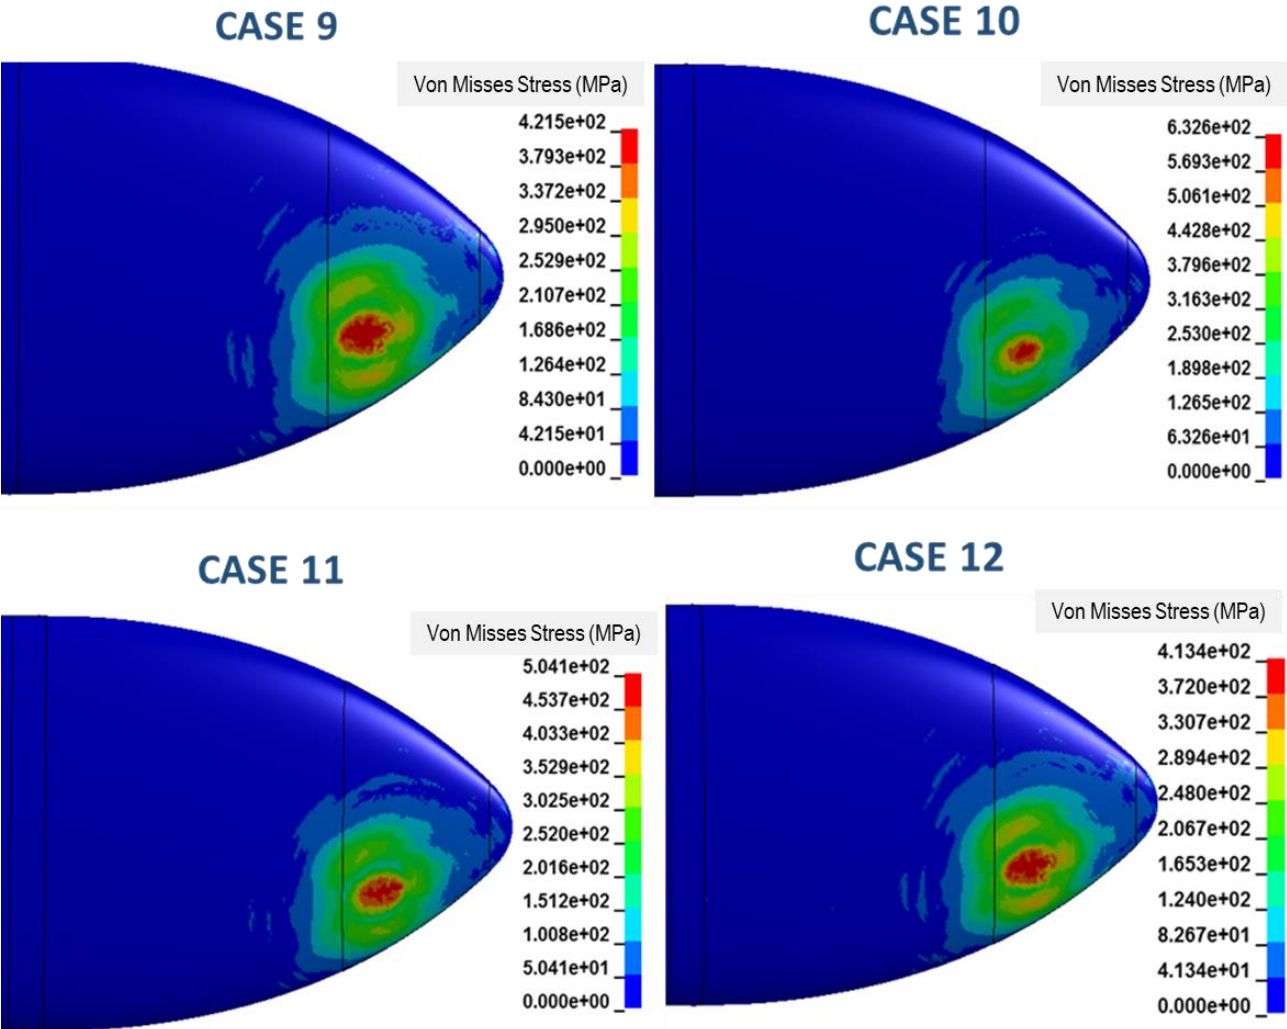 CASE 9
Von Misses Stress (MPa)
4.215e+02
3.793e+02
3.372e+02
2.950e+02
2.529e+02
2.107e+02
1.686e+02
1.264e+02
8.430e+01
4.215e+01
0.000e+00
CASE 10
Von Misses Stress (MPa)
6.326e+02
5.693e+02
5.061e+02
4.428e+02
3.796e+02
3.163e+02
2.530e+02
1.898e+02
1.265e+02
6.326e+01
0.000e+00
CASE 11
Von Misses Stress (MPa)
5.041e+02
4.537e+02
4.033e+02
3.529e+02
3.025e+02
2.520e+02
2.016e+02
1.512e+02
1.008e+02
5.041e+01
0.000e+00
CASE 12
Von Misses Stress (MPa)
4.134e+02
3.720e+02
3.307e+02
2.894e+02
2.480e+02
2.067e+02
1.653e+02
1.240e+02
8.267e+01
4.134e+01
0.000e+00